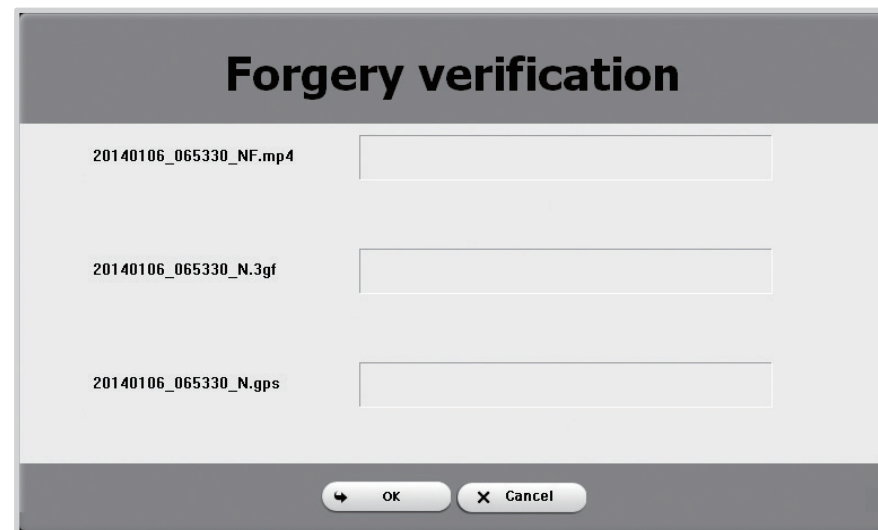 Forgery verification
20140106_065330_NF.mp4
20140106_065330_N.3gf
20140106_065330_N.gps
OK
Cancel